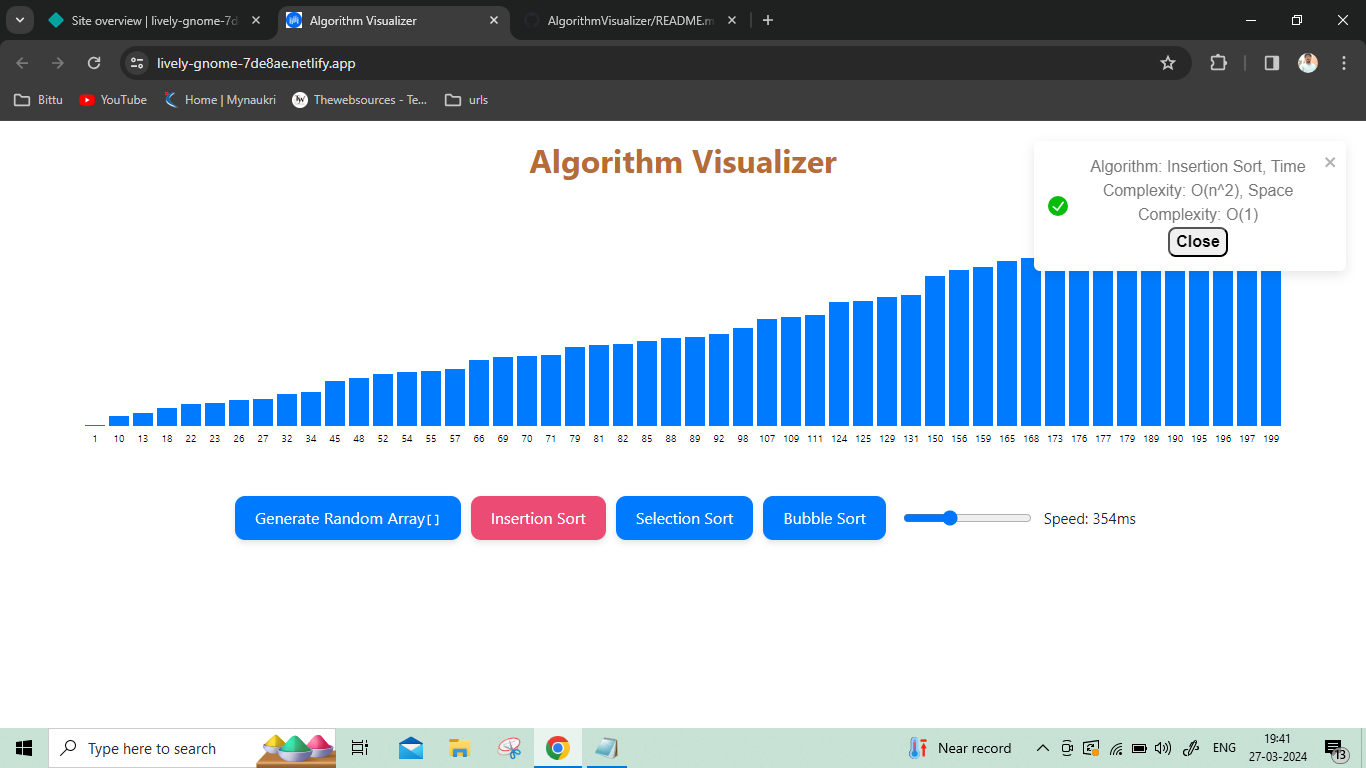 Site overview | lively-gnome-7d
Algorithm Visualizer
AlgorithmVisualizer/README.m
lively-gnome-7de8ae.netlify.app
Bittu
YouTube
Home | Mynaukri
Thewebsources - Te...
urls
Algorithm Visualizer
Algorithm: Insertion Sort, Time
Complexity: O(n^2), Space
Complexity: O(1)
Close
1 10 13 18 22 23 26 27 32 34 45 48 52 54 55 57 66 69 70 71 79 81 82 85 88 89 92 98 107 109 111 124 125 129 131 150 156 159 165 168 173 176 177 179 189 190 195 196 197 199
Generate Random Array[]
Insertion Sort
Selection Sort
Bubble Sort
Speed: 354ms
Type here to search
Near record
ENG
19:41
27-03-2024
13